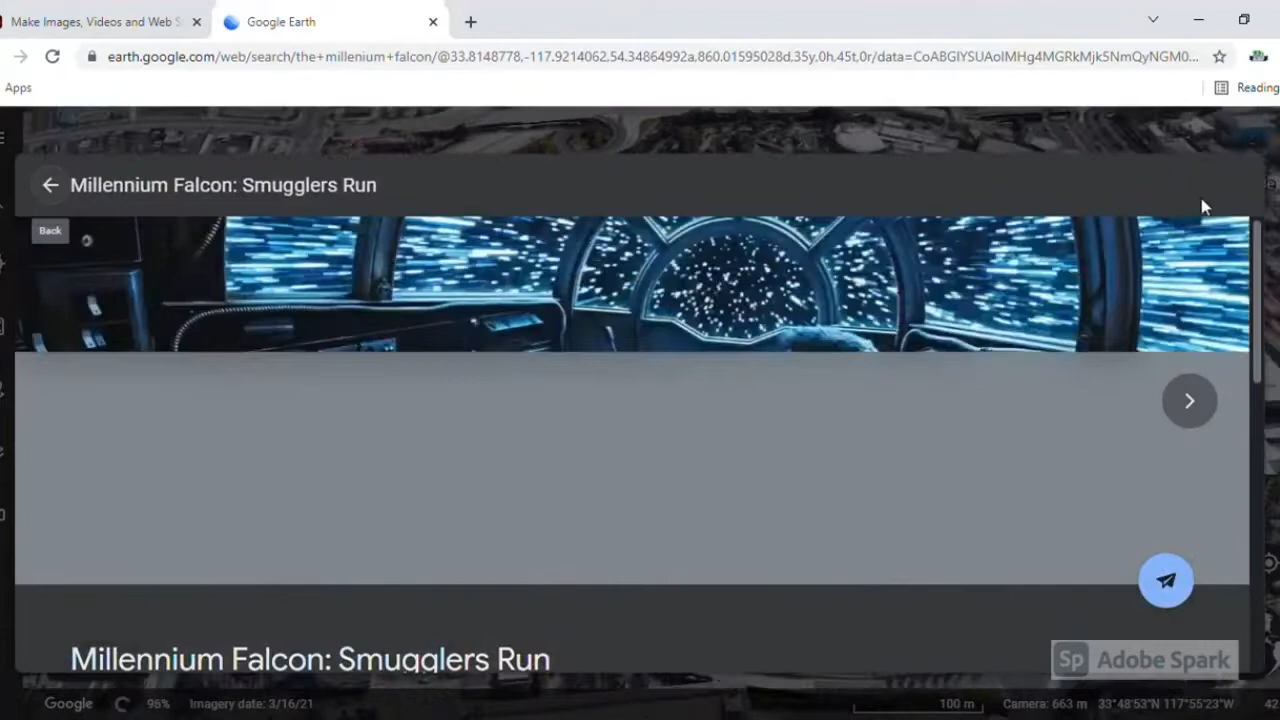 Make Images, Videos and Web S
Google Earth
earth.google.com/web/search/the+millenium+falcon/@33.8148778,-117.9214062,54.34864992a,860.01595028d,35y,0h,45t,0r/data=CoABGlYSUAolMHg4MGRkMjk5NmQyNGM0...
Apps
Reading
Millennium Falcon: Smugglers Run
Back
Millennium Falcon: Smugglers Run
Sp Adobe Spark
Google 96% Imagery date: 3/16/21 100 m Camera: 663 m 33°48'53"N 117°55'23"W 42